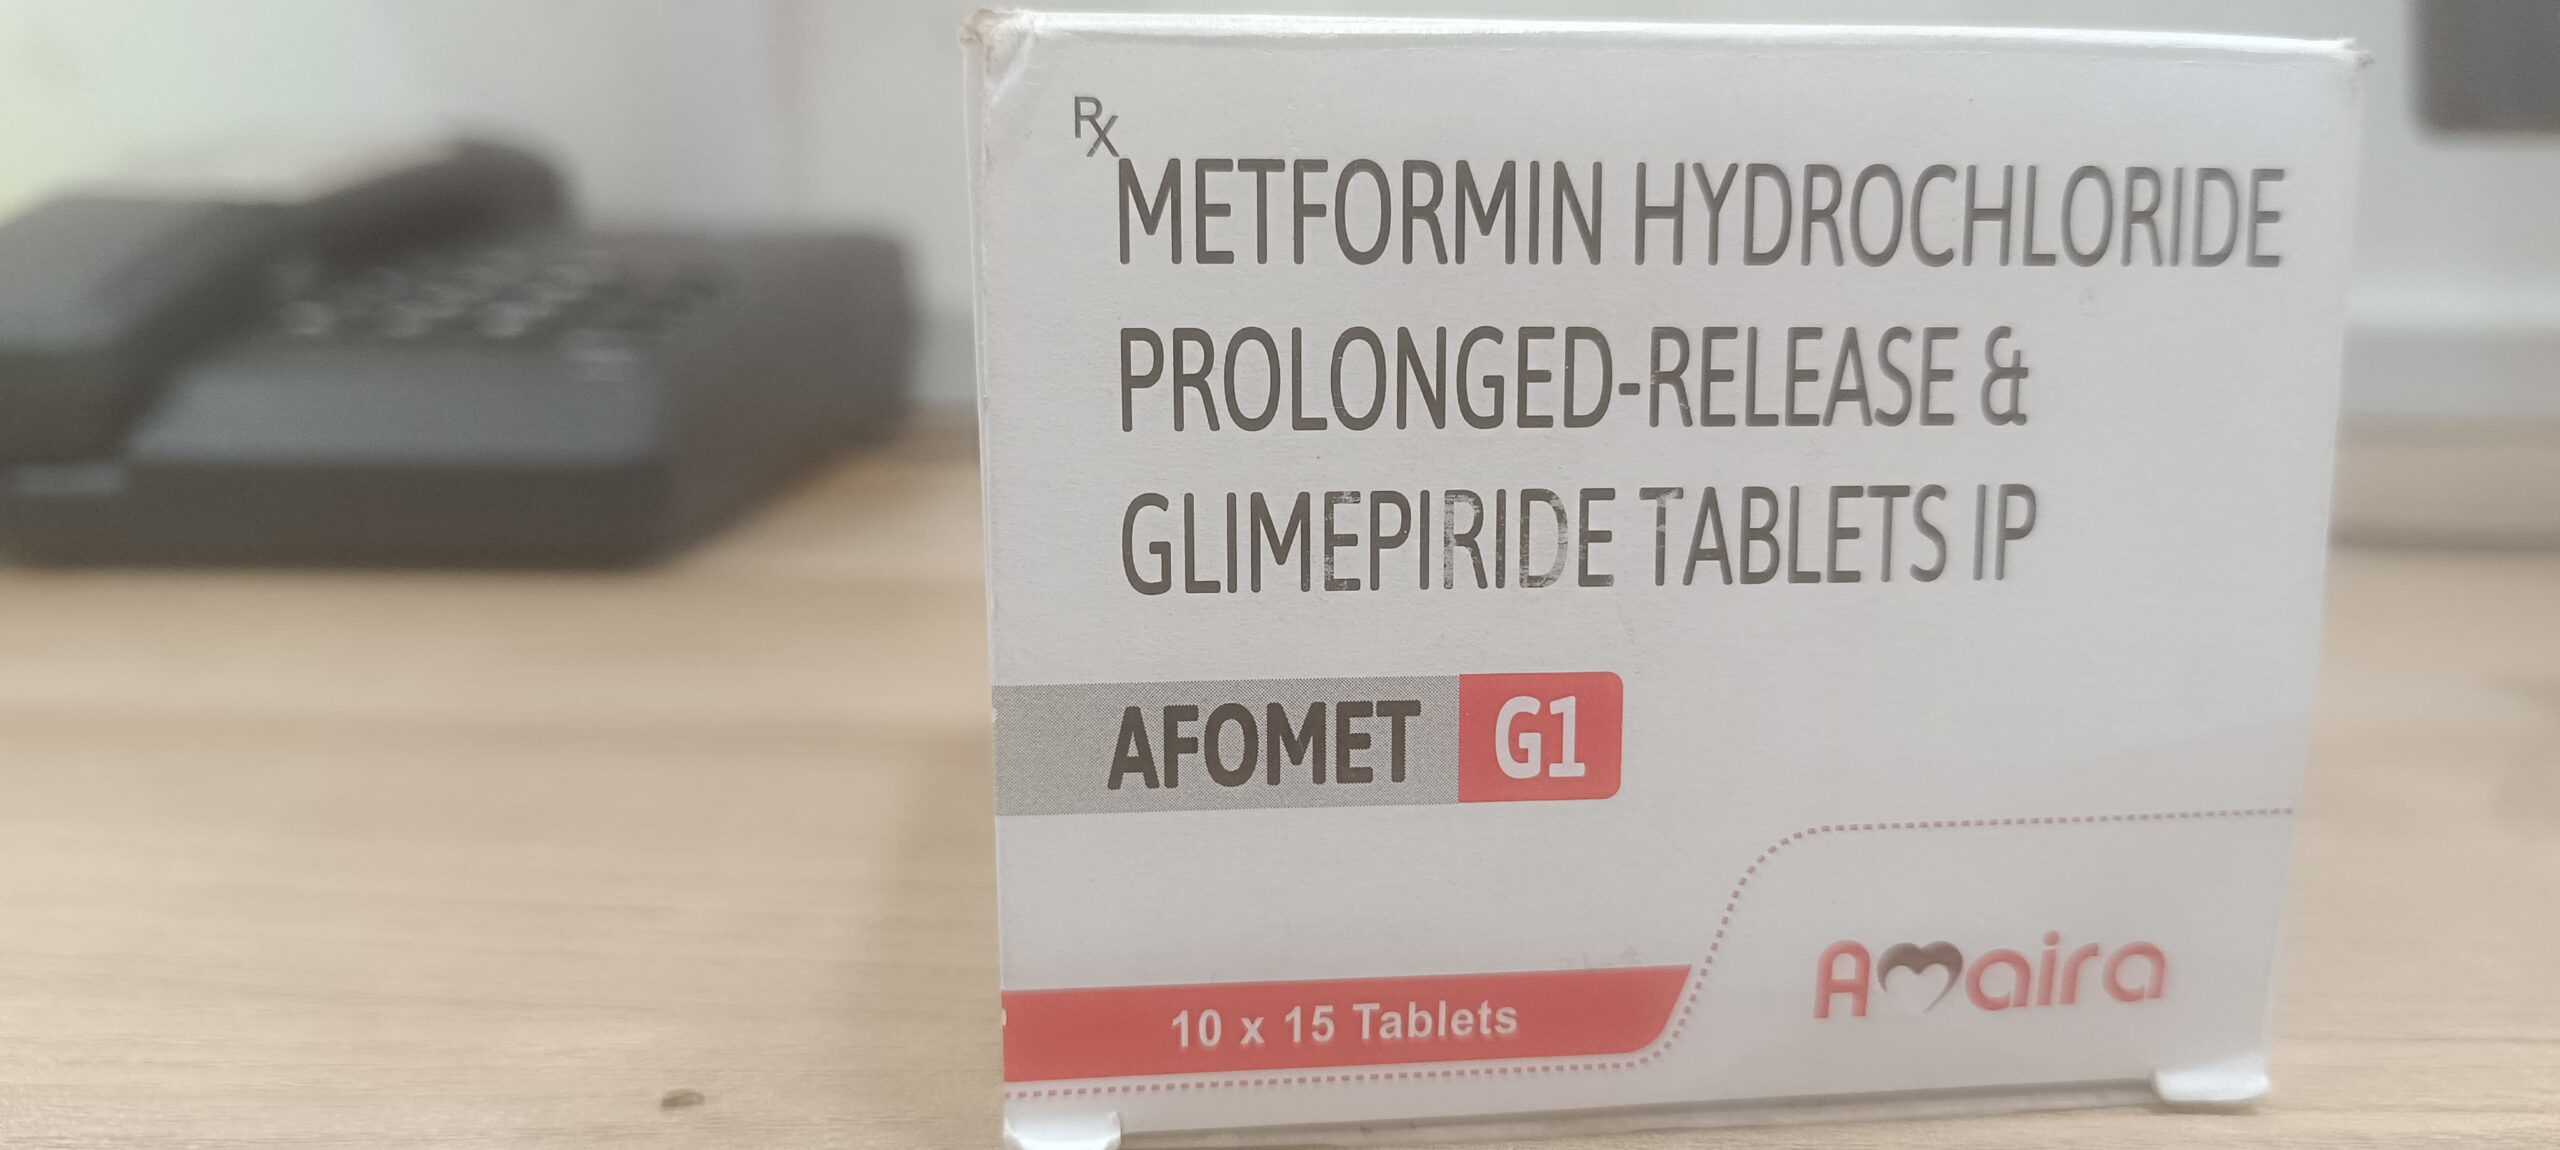 Rx
METFORMIN HYDROCHLORIDE
PROLONGED-RELEASE &
GLIMEPIRIDE TABLETS IP
AFOMET G1
10 x 15 Tablets
Amaira